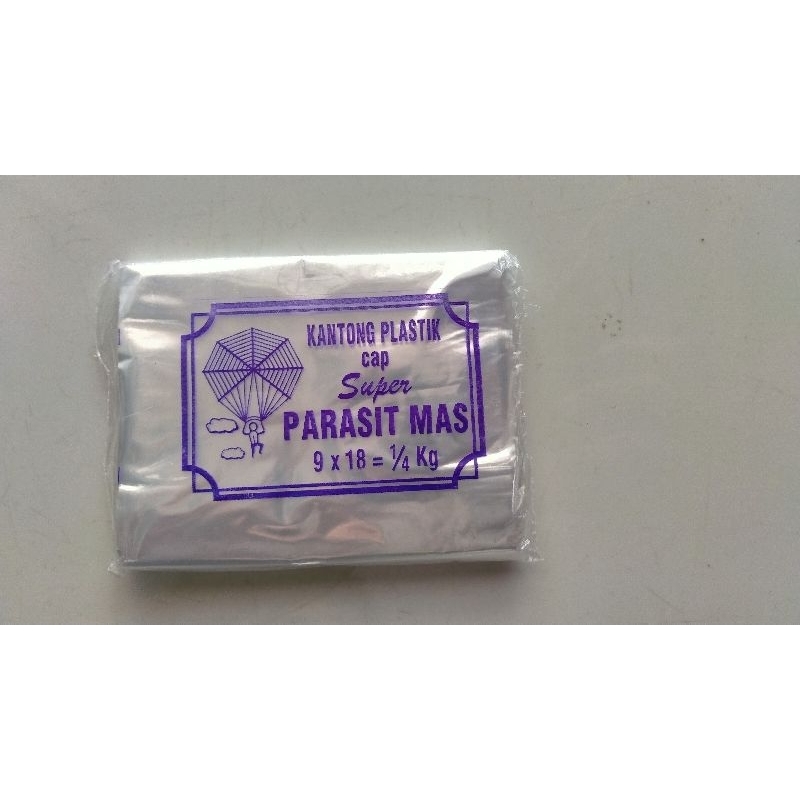 KANTONG PLASTIK
cap
Super
PARASIT MAS
9 x 18 = ¼ Kg